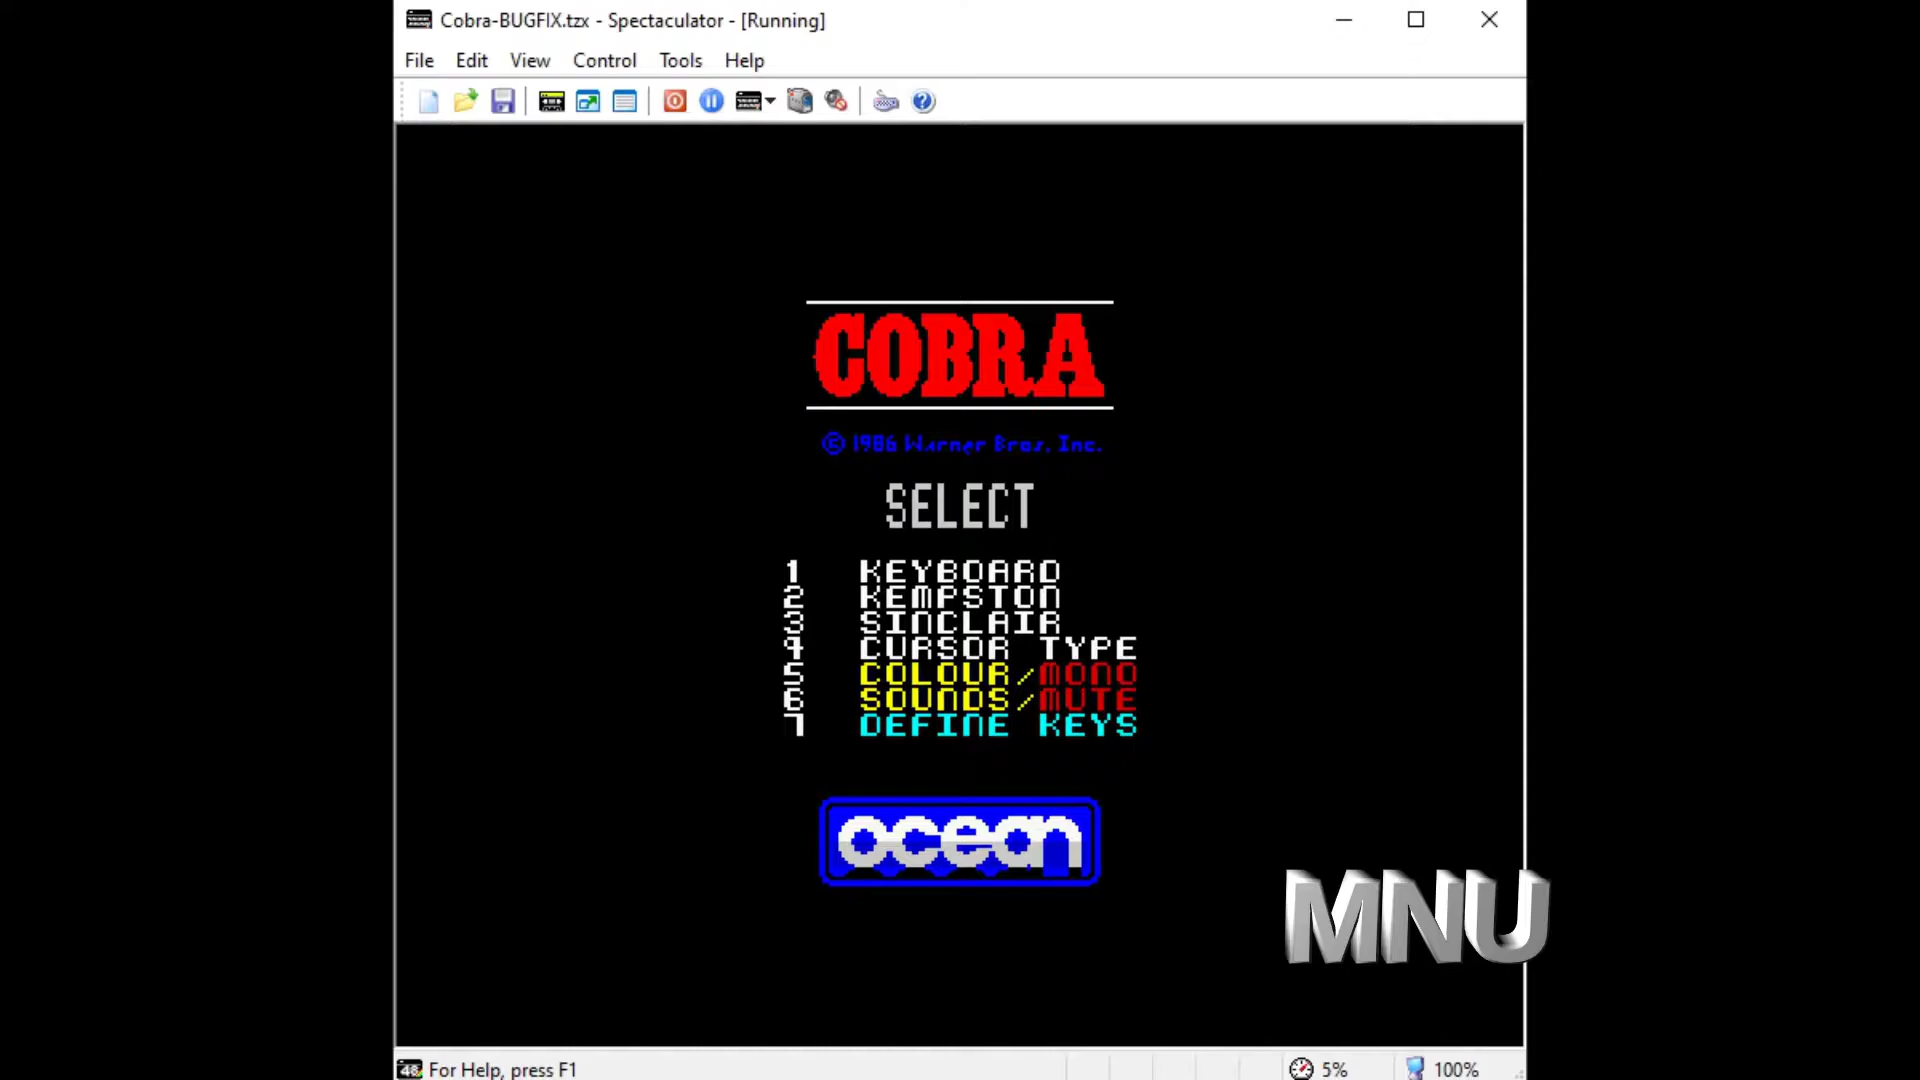 Cobra-BUGFIX.tzx - Spectaculator - [Running]
File Edit View Control Tools Help
COBRA
© 1986 Warner Bros. Inc.
SELECT
1 KEYBOARD
2 KEMPSTON
3 SINCLAIR
4 CURSOR TYPE
5 COLOUR/MONO
6 SOUNDS/MUTE
7 DEFINE KEYS
ocean
MNU
48 For Help, press F1 5% 100%